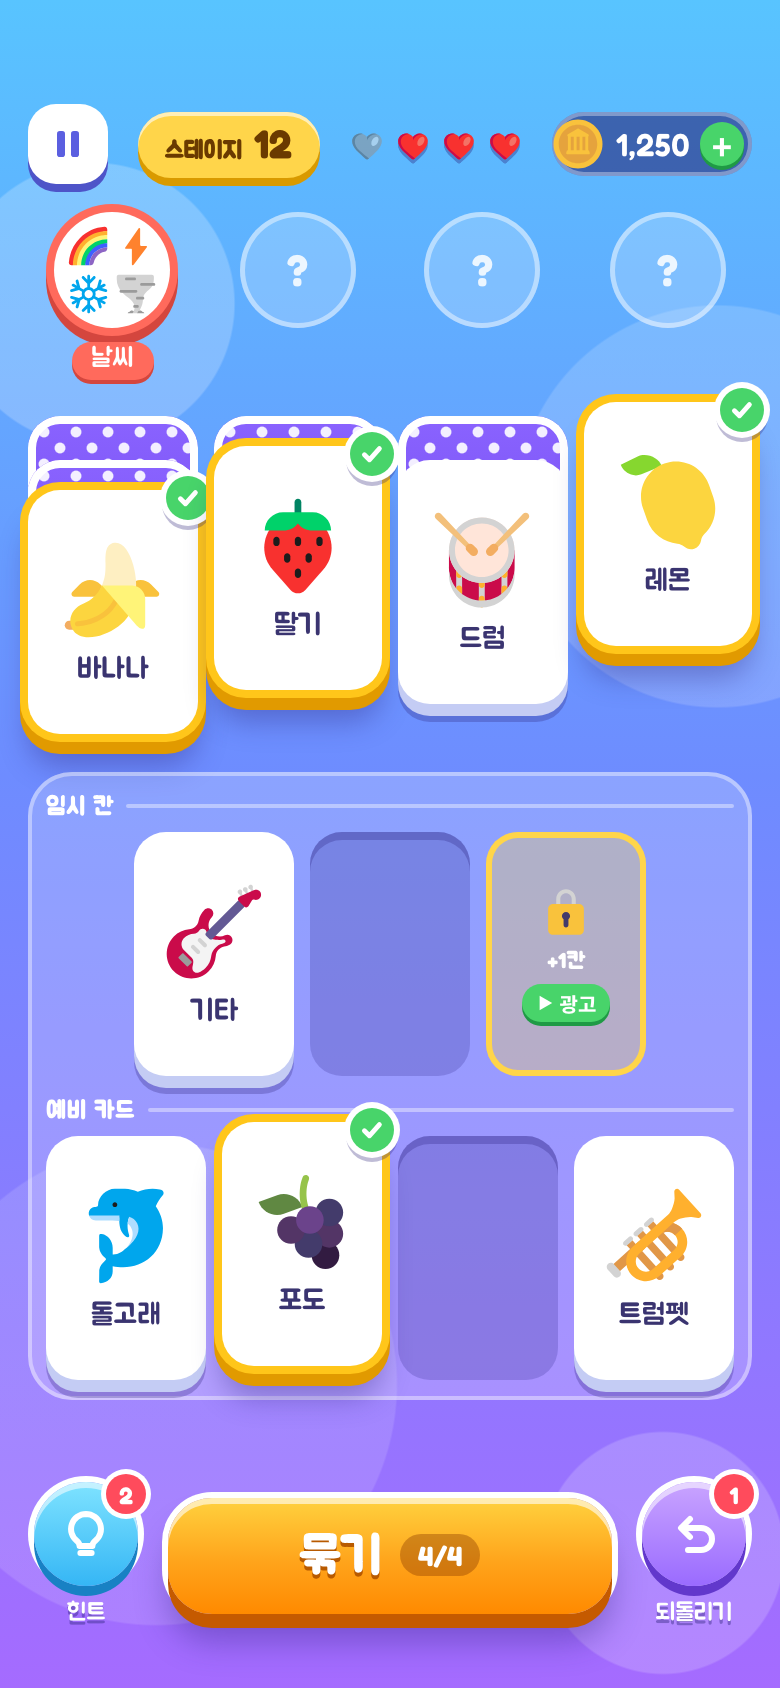 스테이지 12
1,250 +
? ? ?
날씨
바나나
딸기
드럼
레몬
임시 칸
기타
+1칸
광고
예비 카드
돌고래
포도
트럼펫
2
묶기 4/4
1
힌트
되돌리기